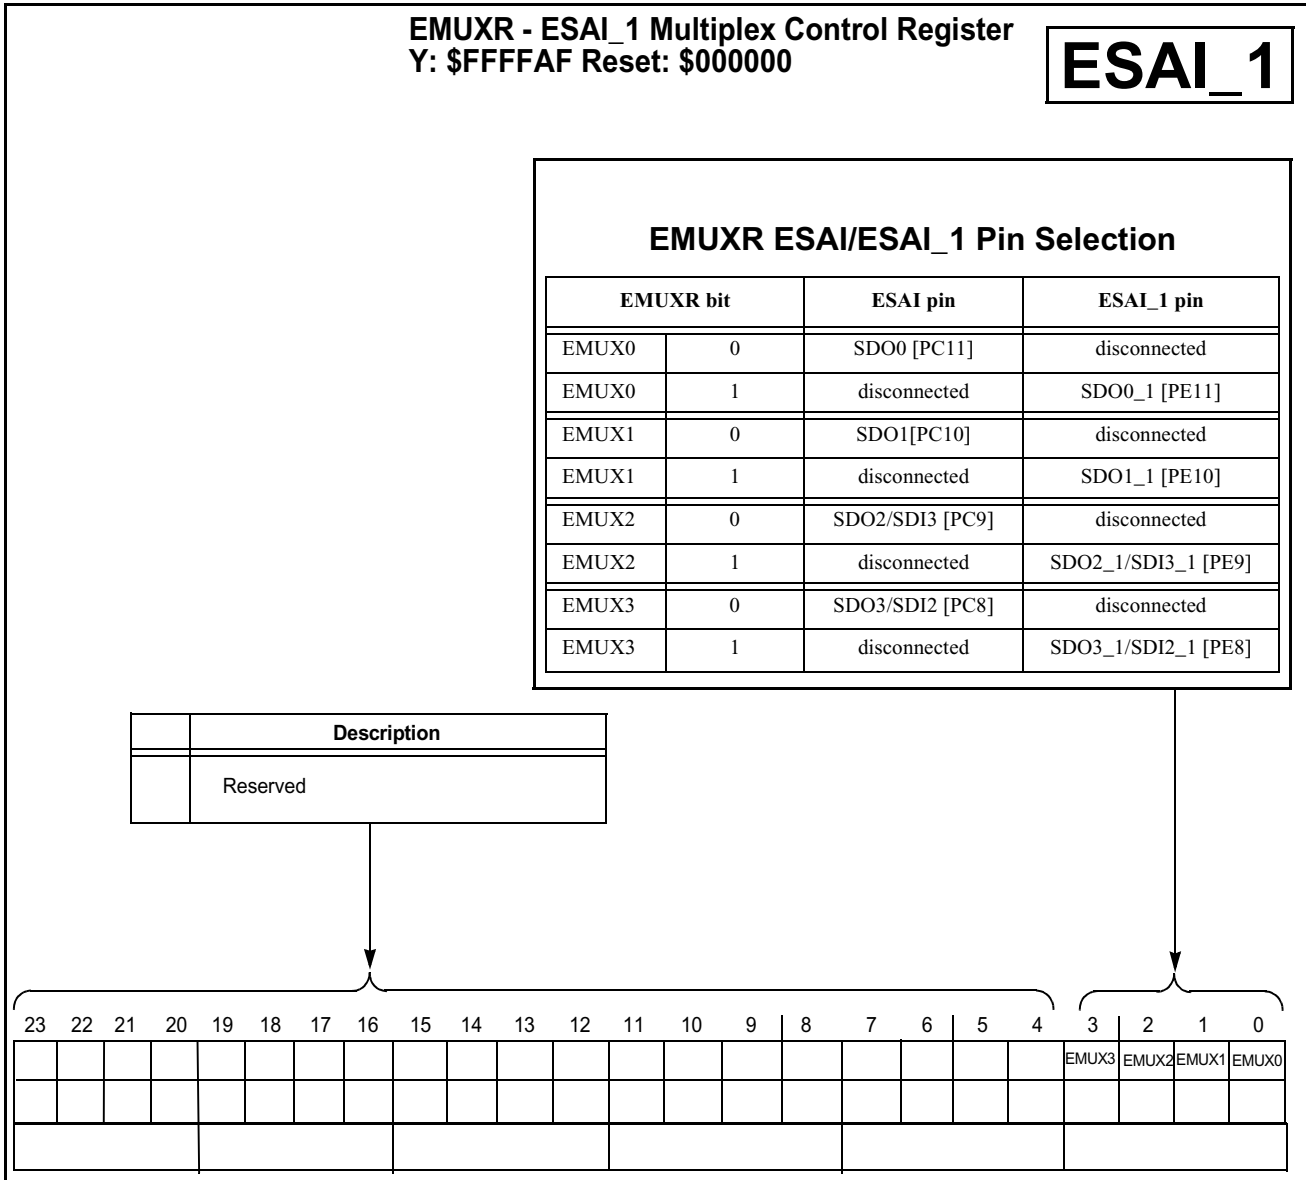 EMUXR - ESAI_1 Multiplex Control Register
Y: $FFFFAF Reset: $000000
ESAI_1
EMUXR ESAI/ESAI_1 Pin Selection
EMUXR bit ESAI pin ESAI_1 pin
EMUX0 0 SDO0 [PC11] disconnected
EMUX0 1 disconnected SDO0_1 [PE11]
EMUX1 0 SDO1[PC10] disconnected
EMUX1 1 disconnected SDO1_1 [PE10]
EMUX2 0 SDO2/SDI3 [PC9] disconnected
EMUX2 1 disconnected SDO2_1/SDI3_1 [PE9]
EMUX3 0 SDO3/SDI2 [PC8] disconnected
EMUX3 1 disconnected SDO3_1/SDI2_1 [PE8]
Description
Reserved
23 22 21 20 19 18 17 16 15 14 13 12 11 10 9 8 7 6 5 4 3 2 1 0
EMUX3 EMUX2 EMUX1 EMUX0